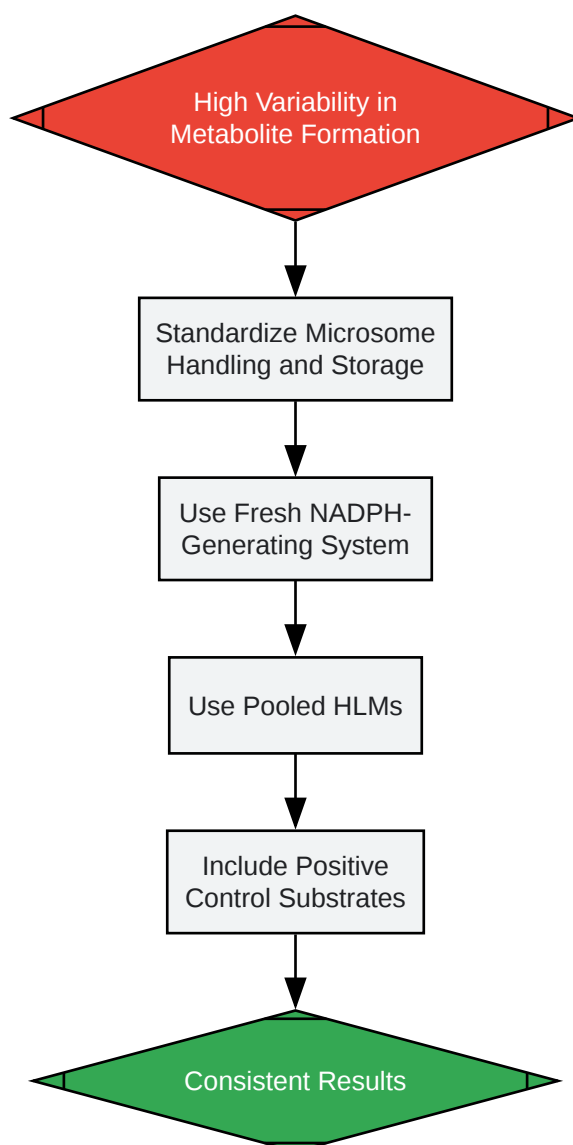 High Variability in
Metabolite Formation
Standardize Microsome
Handling and Storage
Use Fresh NADPH-
Generating System
Use Pooled HLMs
Include Positive
Control Substrates
Consistent Results